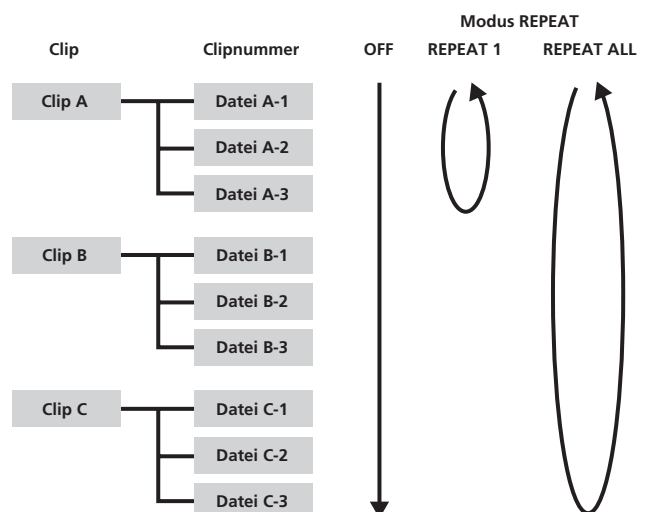 Modus REPEAT
Clip Clipnummer OFF REPEAT 1 REPEAT ALL
Clip A Datei A-1
Datei A-2
Datei A-3
Clip B Datei B-1
Datei B-2
Datei B-3
Clip C Datei C-1
Datei C-2
Datei C-3